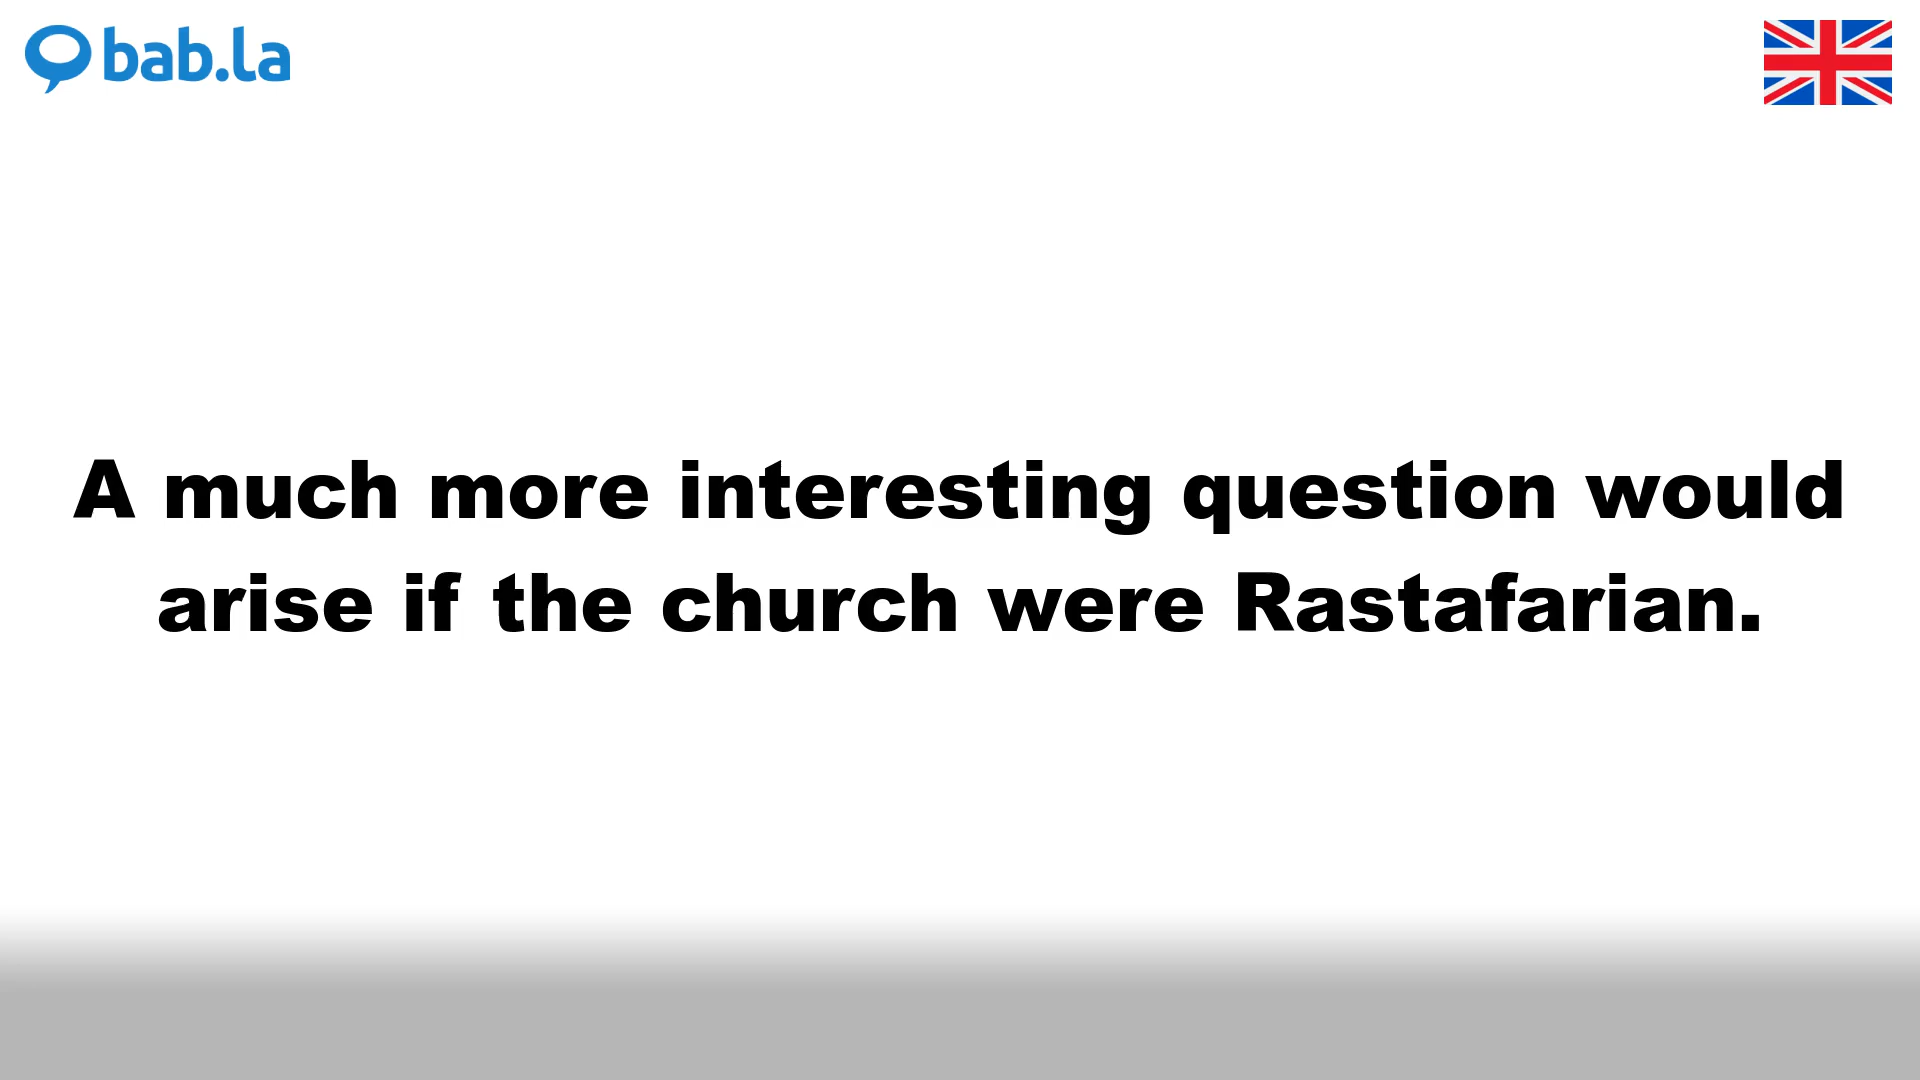 bab.la
A much more interesting question would
arise if the church were Rastafarian.